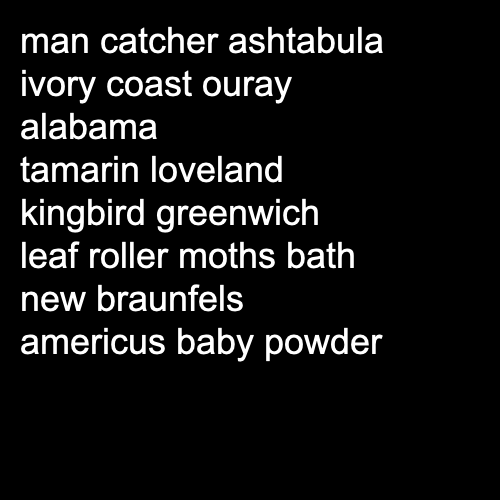 man catcher ashtabula
ivory coast ouray
alabama
tamarin loveland
kingbird greenwich
leaf roller moths bath
new braunfels
americus baby powder